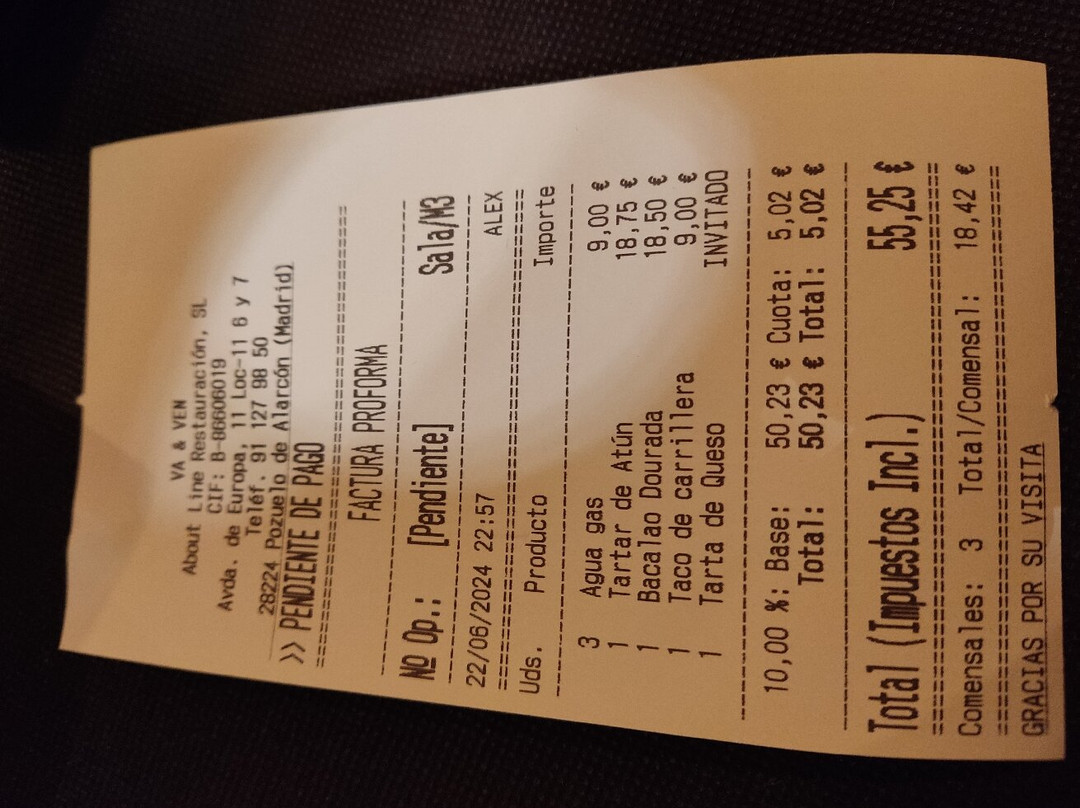 VA & VEN
About Line Restauración, SL
CIF: B-86606019
Avda. de Europa, 11 Loc-11 6 y 7
Teléf. 91 127 98 50
28224 Pozuelo de Alarcón (Madrid)
>> PENDIENTE DE PAGO
FACTURA PROFORMA
Nº Op.: [Pendiente] Sala/M3
22/06/2024 22:57 ALEX
Uds. Producto Importe
3 Agua gas 9,00 €
1 Tartar de Atún 18,75 €
1 Bacalao Dourada 18,50 €
1 Taco de carrillera 9,00 €
1 Tarta de Queso INVITADO
10,00 %: Base: 50,23 € Cuota: 5,02 €
Total: 50,23 € Total: 5,02 €
Total (Impuestos Incl.) 55,25 €
Comensales: 3 Total/Comensal: 18,42 €
GRACIAS POR SU VISITA